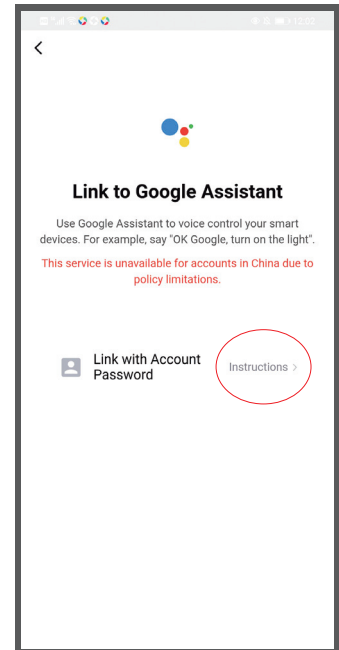 12:02
Link to Google Assistant
Use Google Assistant to voice control your smart
devices. For example, say "OK Google, turn on the light".
This service is unavailable for accounts in China due to
policy limitations.
Link with Account
Password
Instructions >